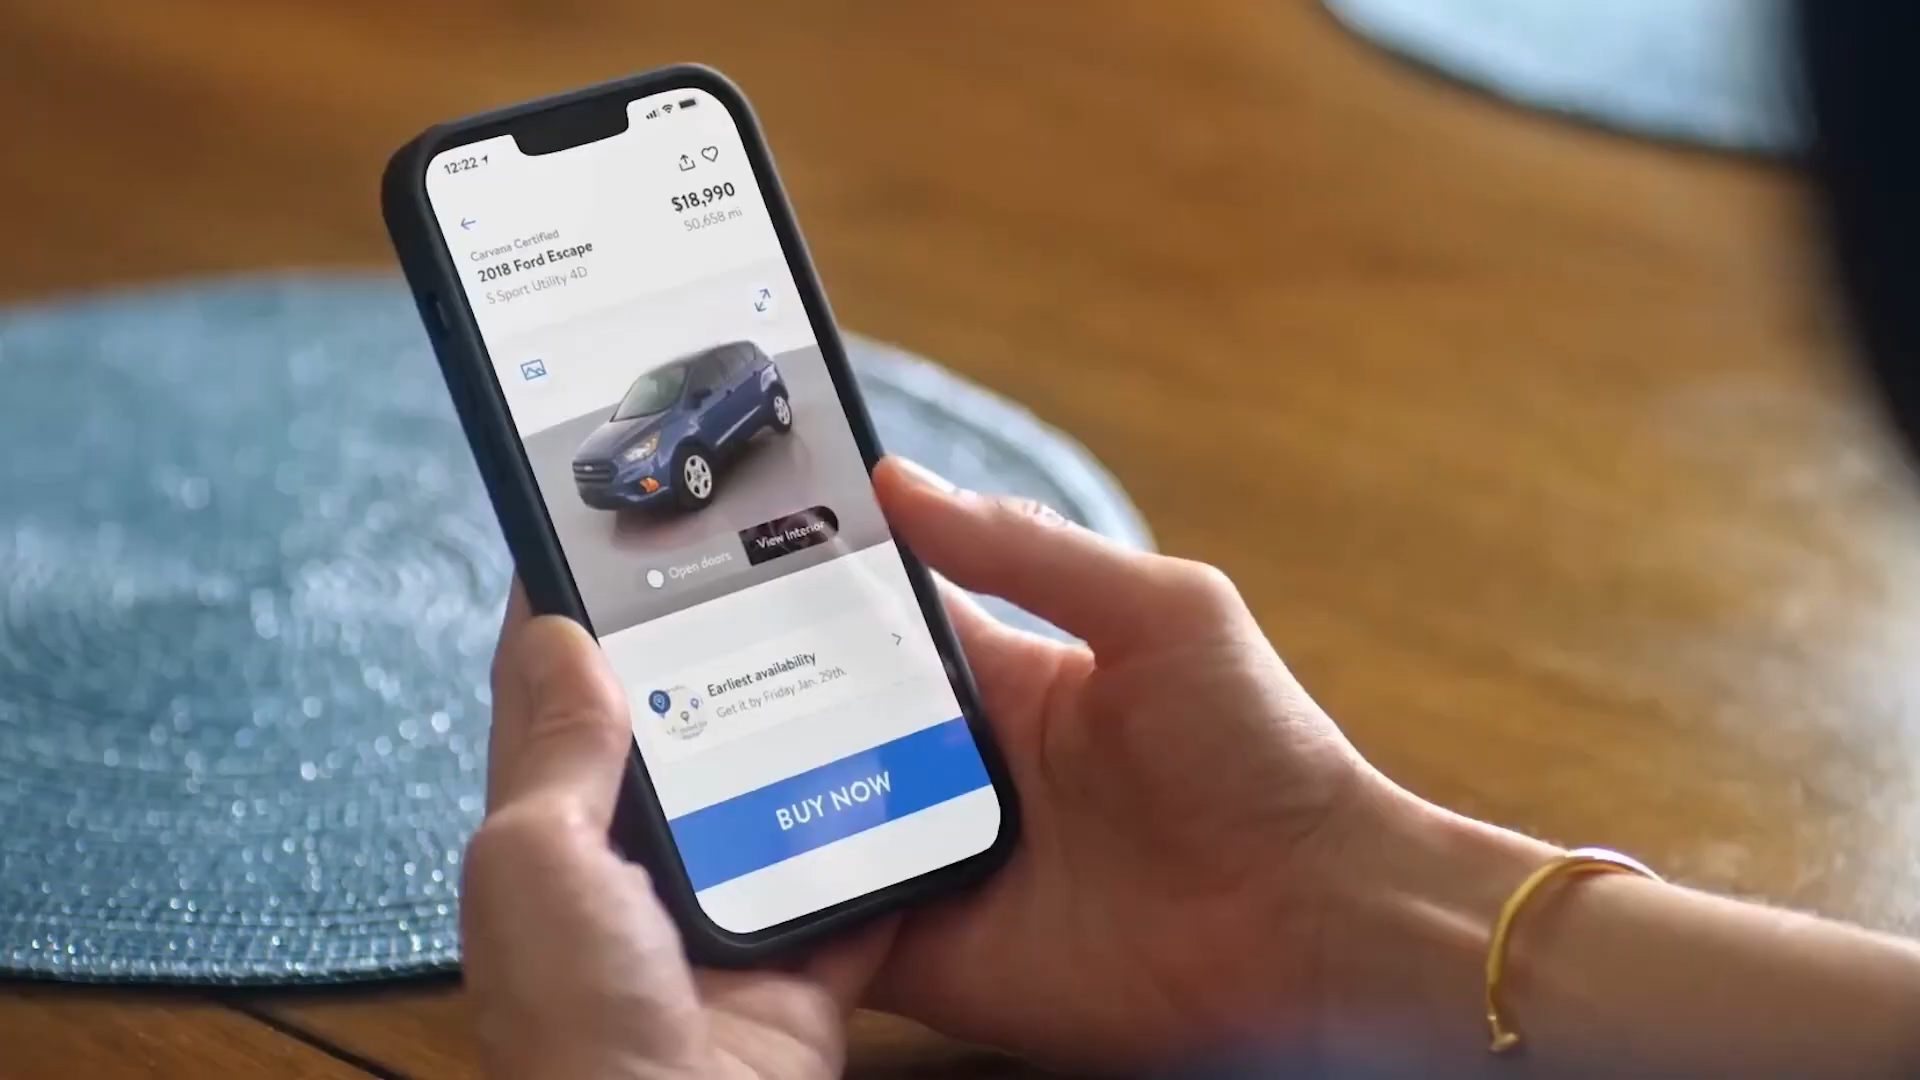 12:22
$18,990
50,658 mi
Carvana Certified
2018 Ford Escape
S Sport Utility 4D
Open doors
View Interior
Earliest availability
Get it by Friday Jan. 29th.
BUY NOW